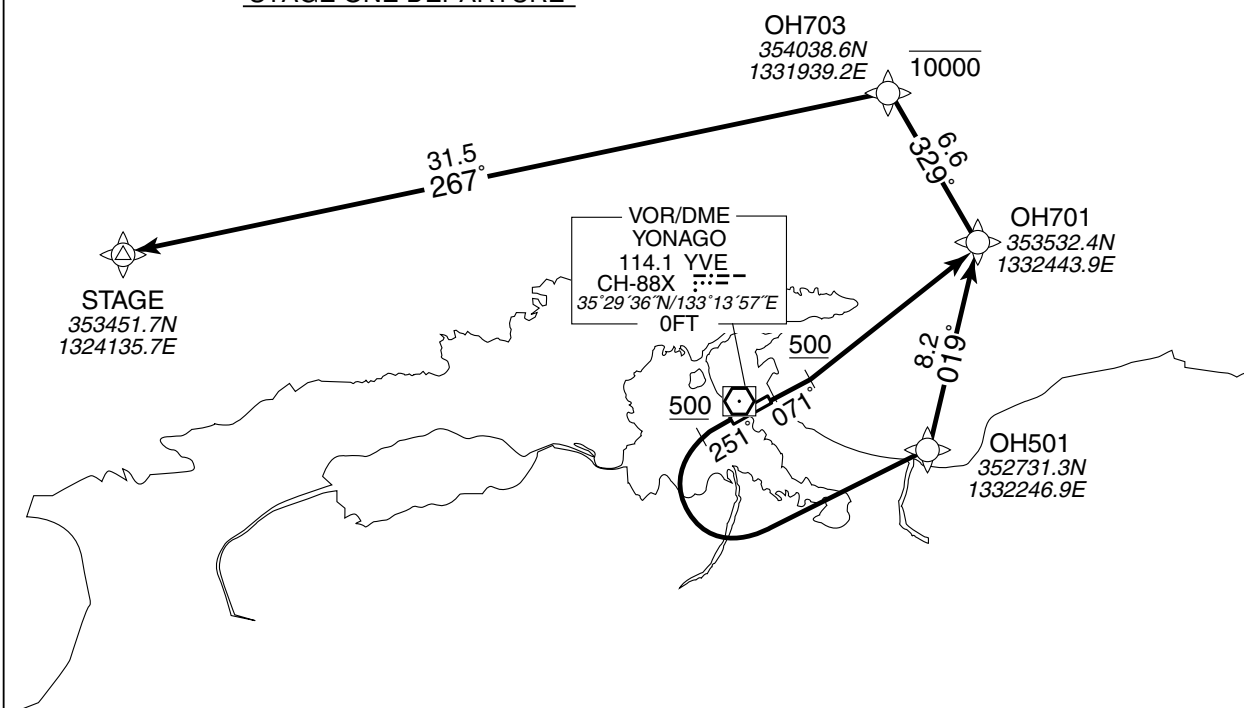 STAGE ONE DEPARTURE
OH703
354038.6N
1331939.2E
10000
6.6
329°
31.5
267°
OH701
353532.4N
1332443.9E
VOR/DME
YONAGO
114.1 YVE
CH-88X
35°29´36˝N/133°13´57˝E
0FT
STAGE
353451.7N
1324135.7E
500
8.2
019°
500
071°
251°
OH501
352731.3N
1332246.9E